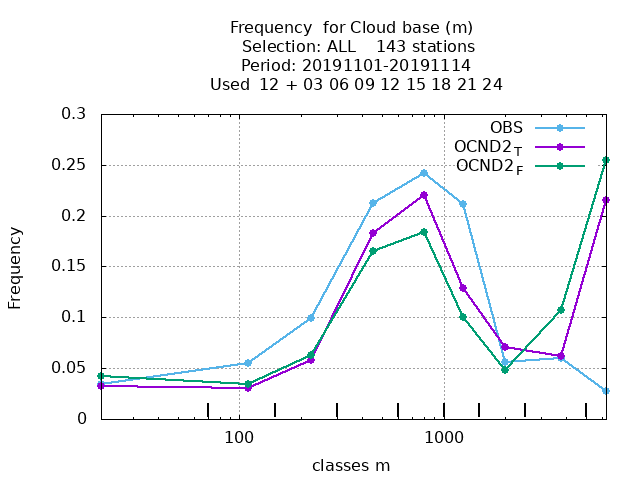 Frequency  for Cloud base (m)
Selection: ALL    143 stations
Period: 20191101-20191114
Used  12 + 03 06 09 12 15 18 21 24
OBS
OCND2 T
OCND2 F
0.3
0.25
0.2
0.15
0.1
0.05
0
Frequency
100
1000
classes m